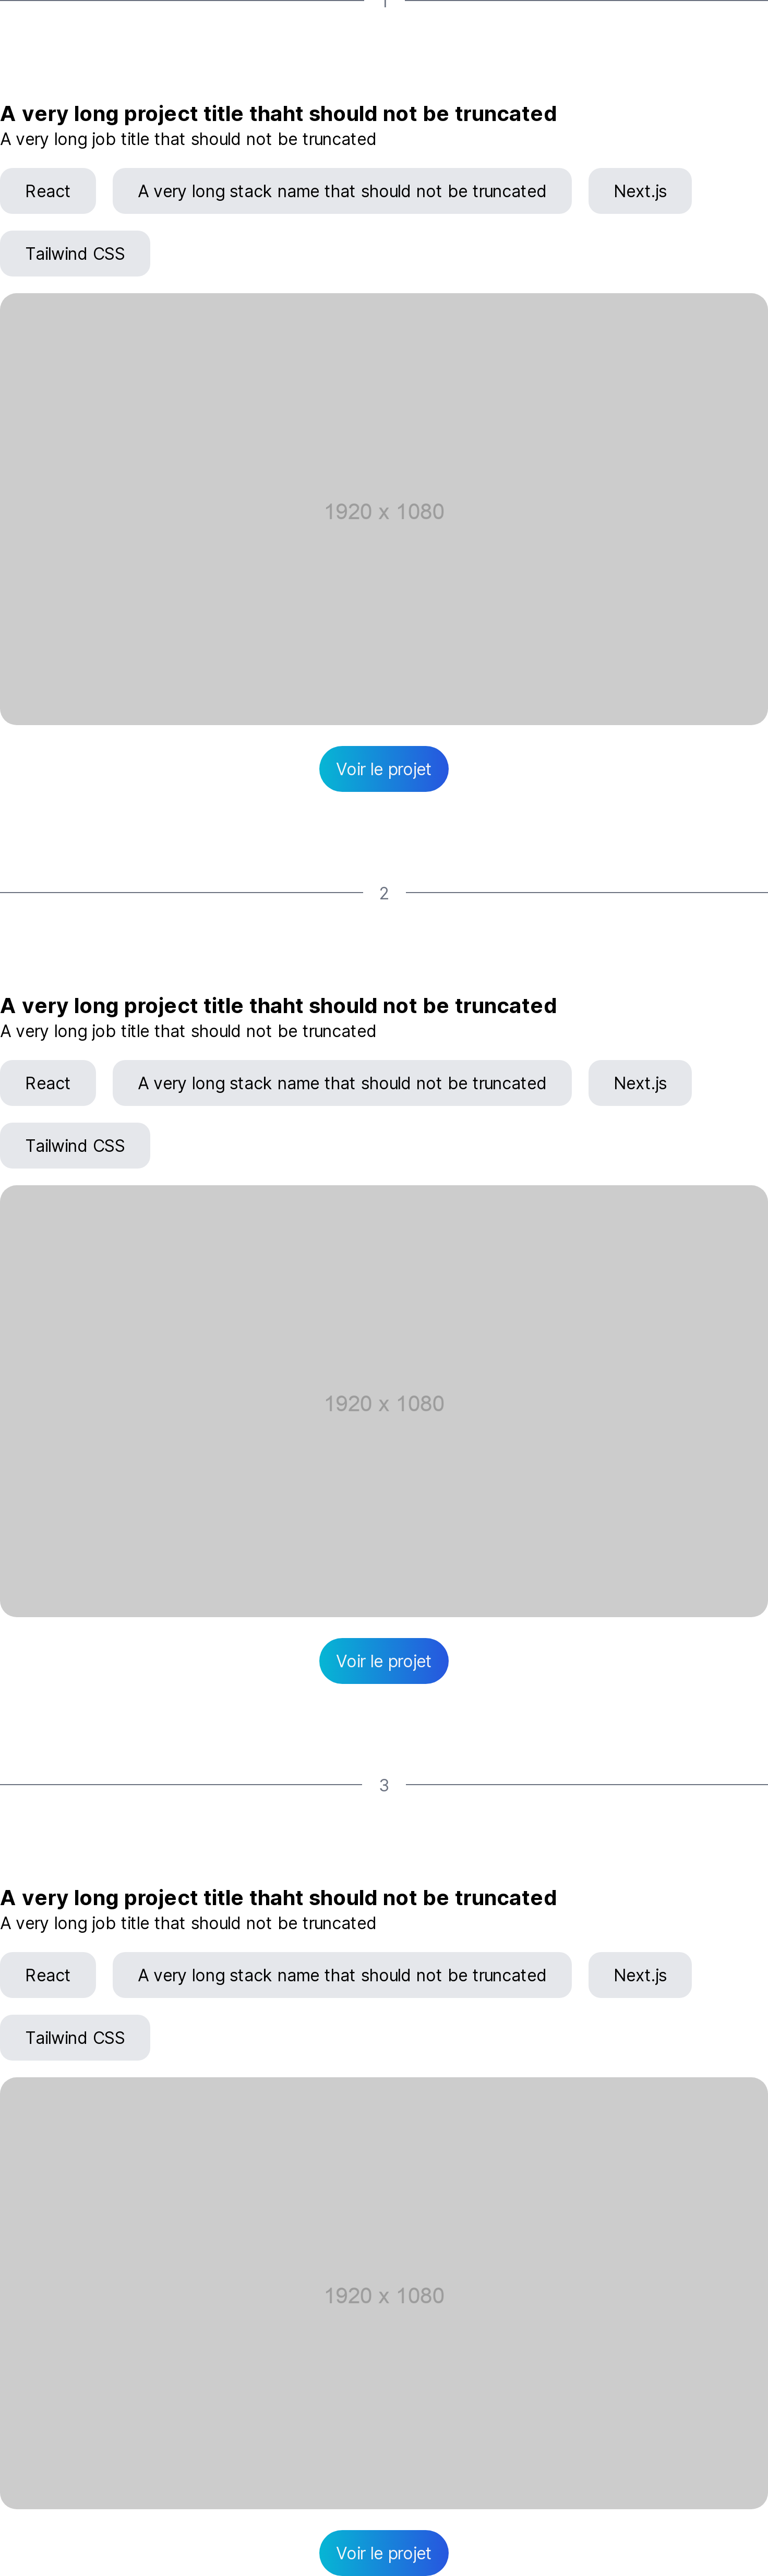 A very long project title thaht should not be truncated
A very long job title that should not be truncated
React
A very long stack name that should not be truncated
Next.js
Tailwind CSS
1920 x 1080
Voir le projet
2
A very long project title thaht should not be truncated
A very long job title that should not be truncated
React
A very long stack name that should not be truncated
Next.js
Tailwind CSS
1920 x 1080
Voir le projet
3
A very long project title thaht should not be truncated
A very long job title that should not be truncated
React
A very long stack name that should not be truncated
Next.js
Tailwind CSS
1920 x 1080
Voir le projet